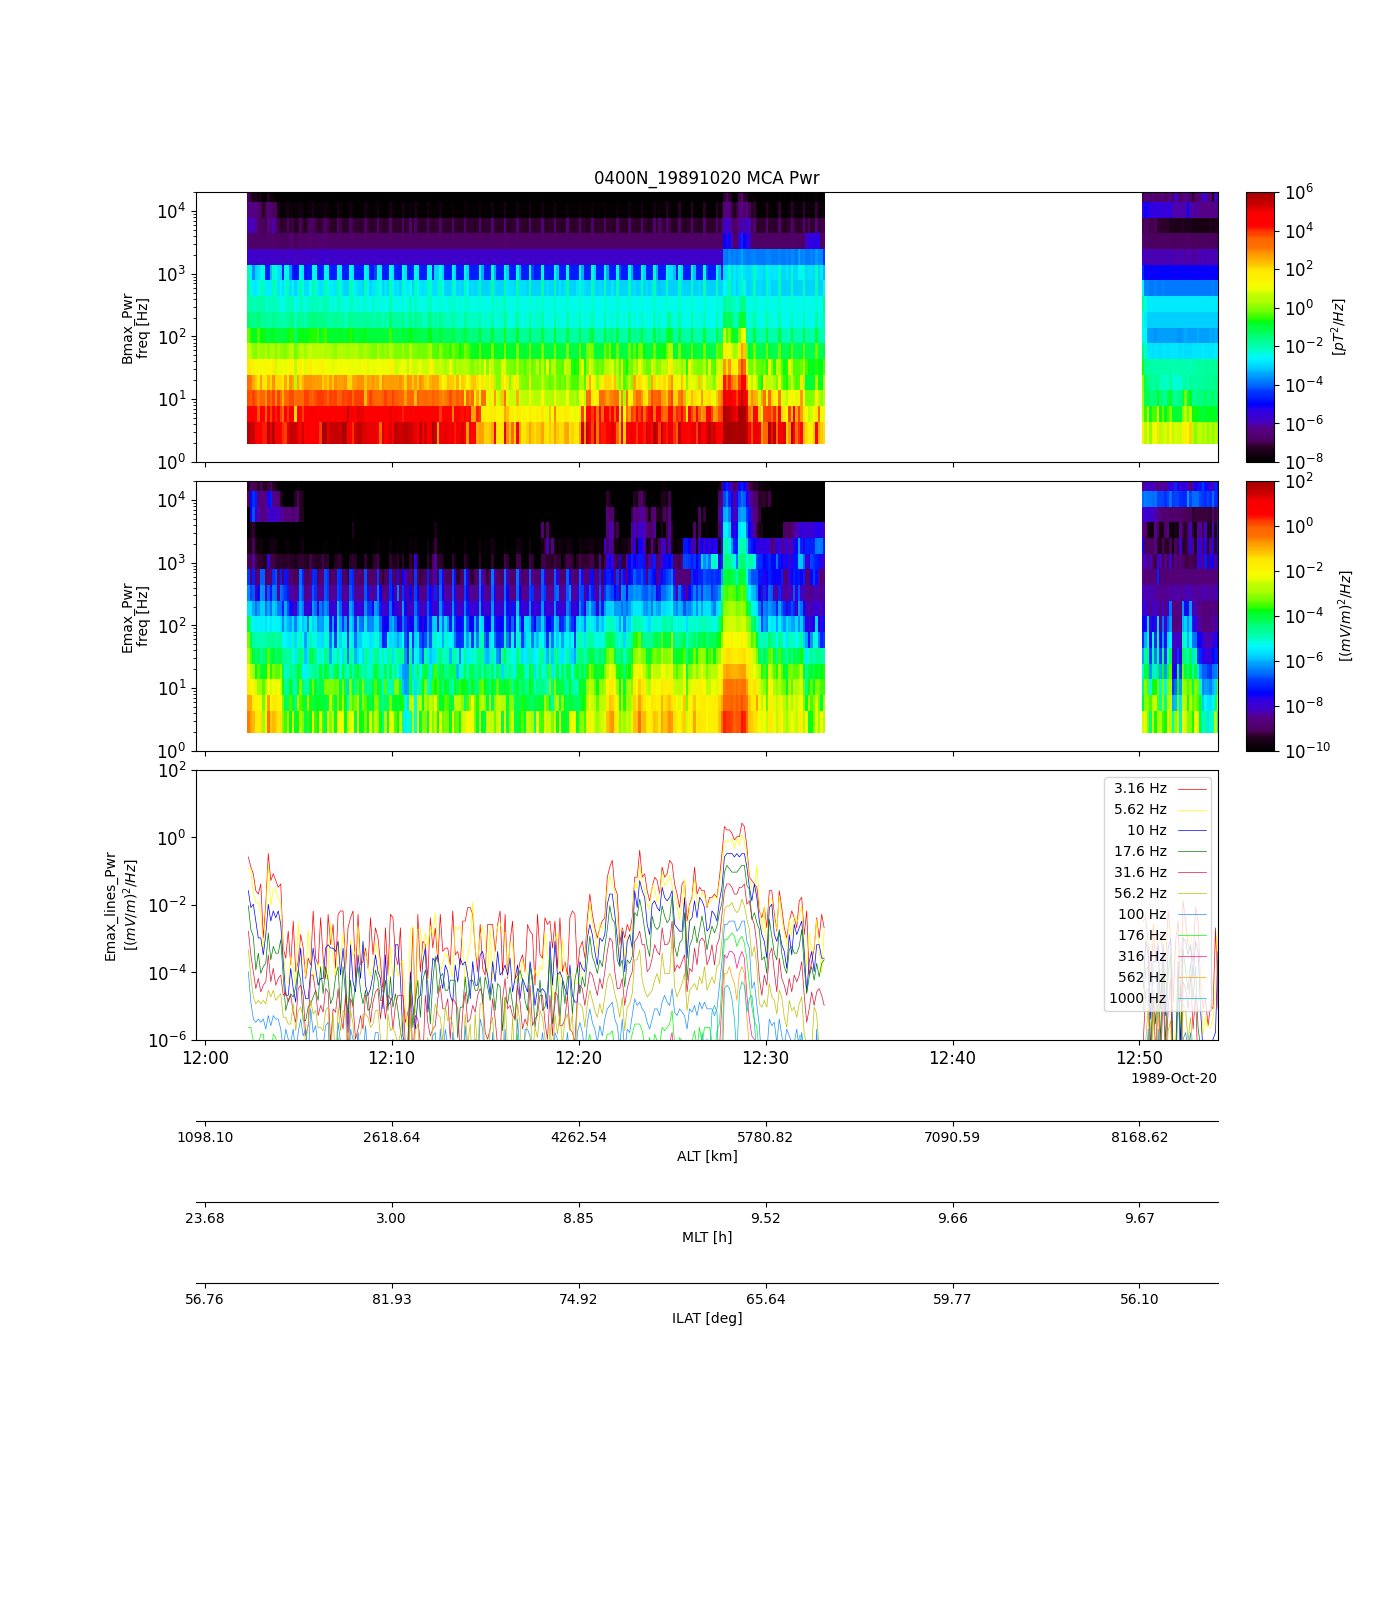 0400N_19891020 MCA Pwr
10^4
10^3
10^2
10^1
10^0
Bmax_Pwr
freq [Hz]
10^6
10^4
10^2
10^0
10^-2
10^-4
10^-6
10^-8
[pT^2/Hz]
10^4
10^3
10^2
10^1
10^0
Emax_Pwr
freq [Hz]
10^2
10^0
10^-2
10^-4
10^-6
10^-8
10^-10
[(mV/m)^2/Hz]
10^2
10^0
10^-2
10^-4
10^-6
Emax_lines_Pwr
[(mV/m)^2/Hz]
3.16 Hz
5.62 Hz
10 Hz
17.6 Hz
31.6 Hz
56.2 Hz
100 Hz
176 Hz
316 Hz
562 Hz
1000 Hz
12:00 12:10 12:20 12:30 12:40 12:50
1989-Oct-20
1098.10 2618.64 4262.54 5780.82 7090.59 8168.62
ALT [km]
23.68 3.00 8.85 9.52 9.66 9.67
MLT [h]
56.76 81.93 74.92 65.64 59.77 56.10
ILAT [deg]